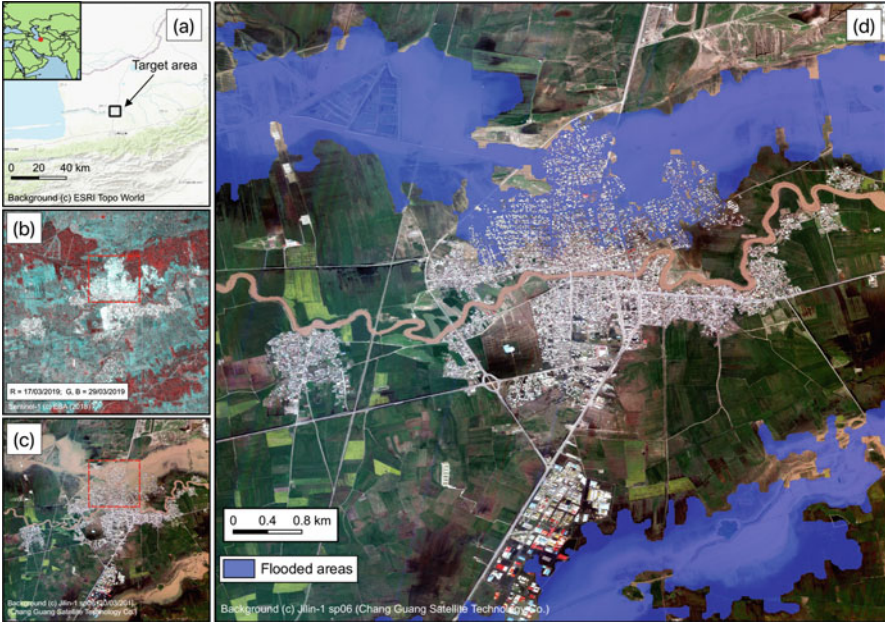 (a)
Target area
0 20 40 km
Background (c) ESRI Topo World
(b)
R = 17/03/2019; G, B = 29/03/2019
Sentinel-1 (c) ESA
(c)
Background (c) Jilin-1 sp06
(Chang Guang Satellite Technology Co.)
(d)
0 0.4 0.8 km
Flooded areas
Background (c) Jilin-1 sp06 (Chang Guang Satellite Technology Co.)